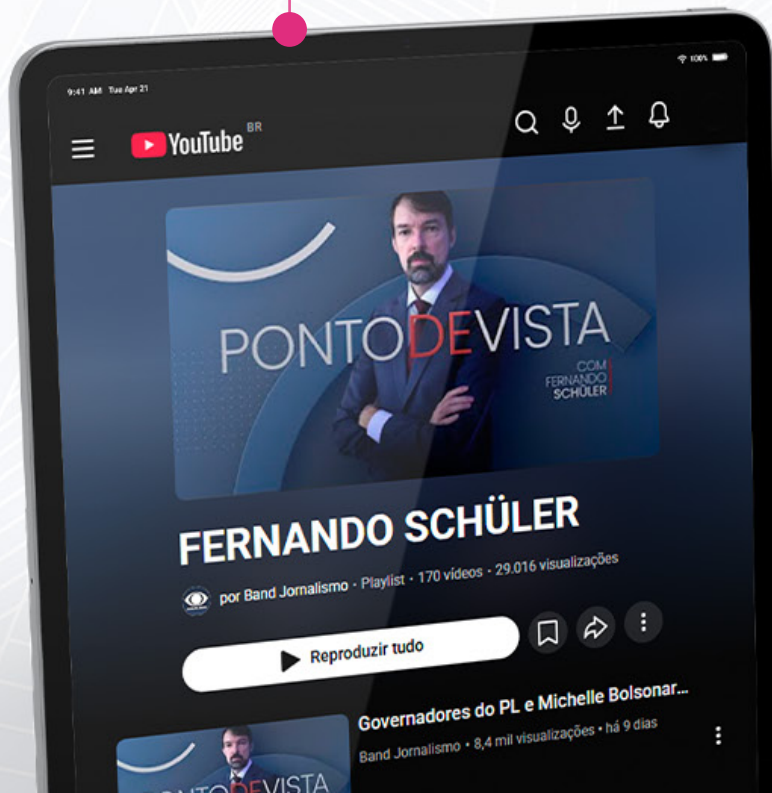 9:41 AM Tue Apr 21
100%
YouTube BR
PONTODEVISTA
COM
FERNANDO
SCHÜLER
FERNANDO SCHÜLER
por Band Jornalismo • Playlist • 170 vídeos • 29.016 visualizações
Reproduzir tudo
Governadores do PL e Michelle Bolsonar...
Band Jornalismo • 8,4 mil visualizações • há 9 dias
PONTODEVISTA